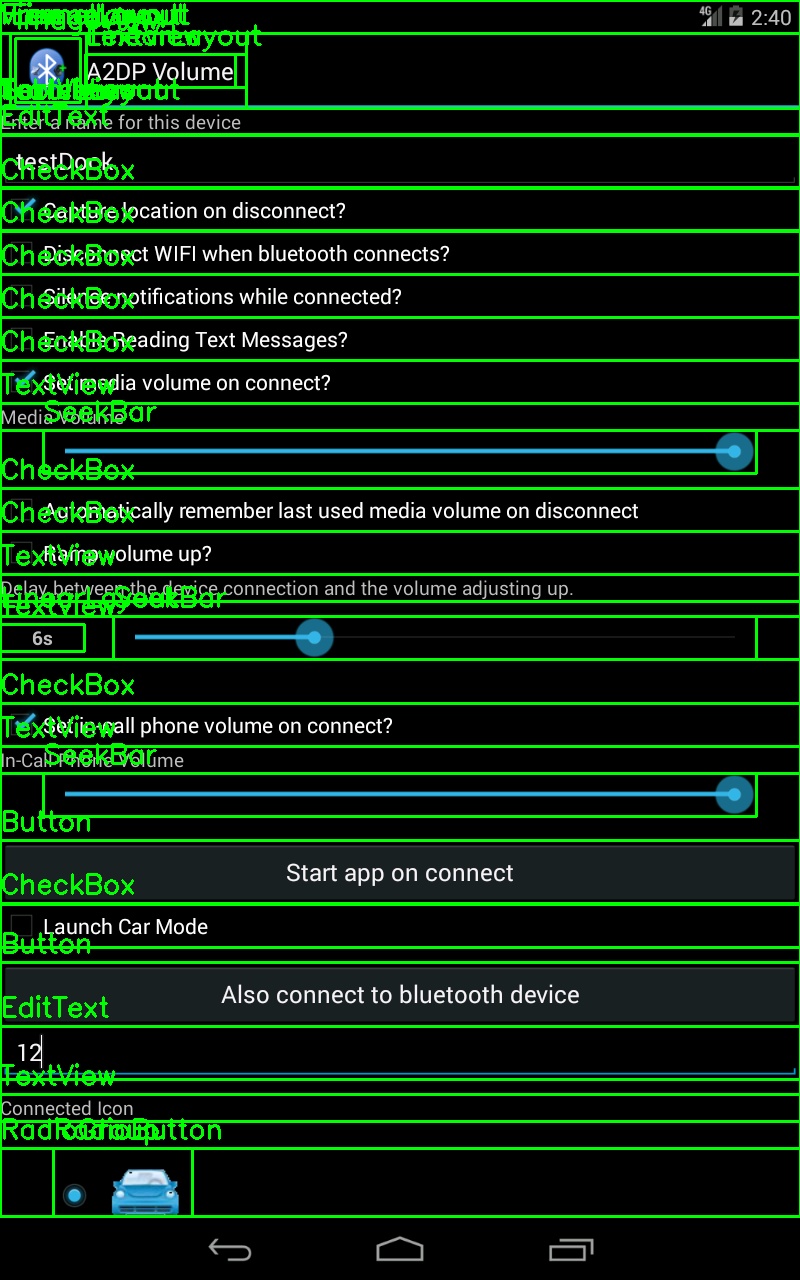 FrameLayout
4G 2:40
TextView
A2DP Volume
EditText
Enter a name for this device
CheckBox
testDock
CheckBox
Capture location on disconnect?
CheckBox
Disconnect WIFI when bluetooth connects?
CheckBox
Silence notifications while connected?
CheckBox
Enable Reading Text Messages?
TextView
Set media volume on connect?
SeekBar
Media Volume
CheckBox
CheckBox
Automatically remember last used media volume on disconnect
TextView
Ramp volume up?
Delay between the device connection and the volume adjusting up.
LinearLayout SeekBar
TextView
6s
CheckBox
TextView
Set in-call phone volume on connect?
SeekBar
In-Call Phone Volume
Button
Start app on connect
CheckBox
Launch Car Mode
Button
Also connect to bluetooth device
EditText
12
TextView
Connected Icon
RadioGroup RadioButton